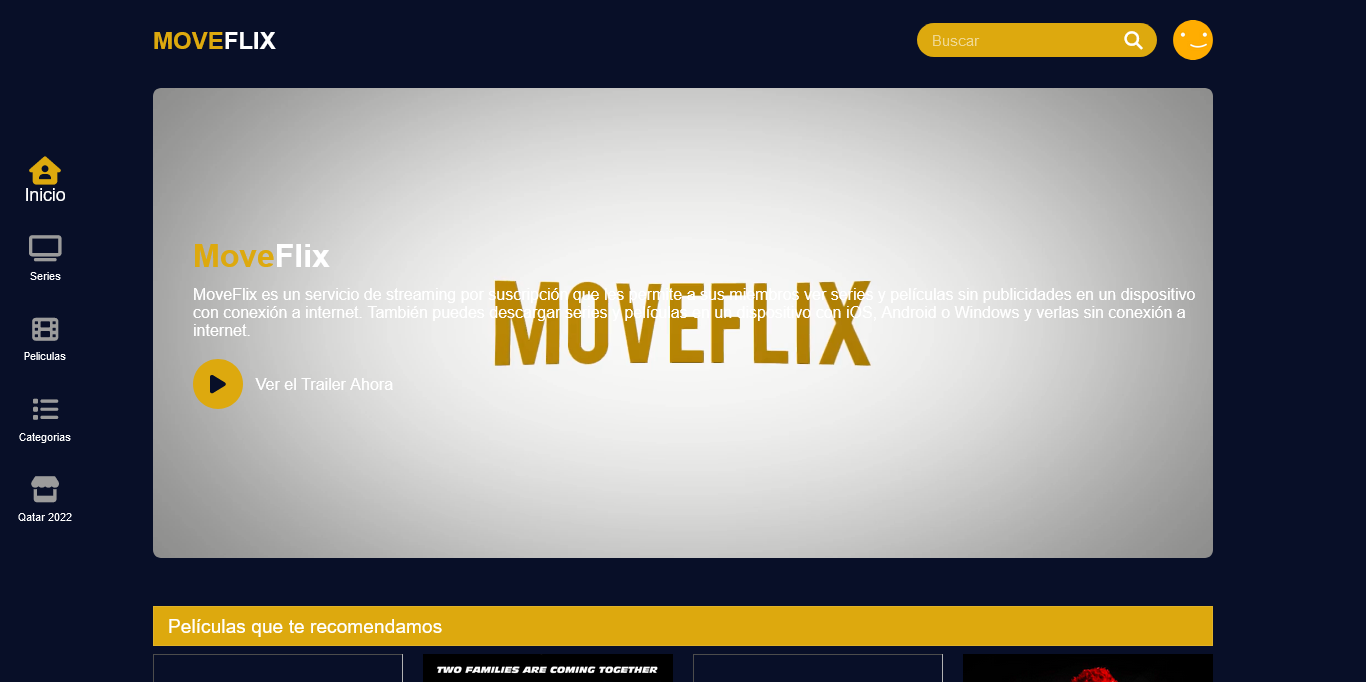 MOVEFLIX
Buscar
Inicio
Series
Peliculas
Categorias
Qatar 2022
MoveFlix
MoveFlix es un servicio de streaming por suscripción que les permite a sus miembros ver series y películas sin publicidades en un dispositivo
con conexión a internet. También puedes descargar series y películas en un dispositivo con iOS, Android o Windows y verlas sin conexión a
internet.
MOVEFLIX
Ver el Trailer Ahora
Películas que te recomendamos
TWO FAMILIES ARE COMING TOGETHER